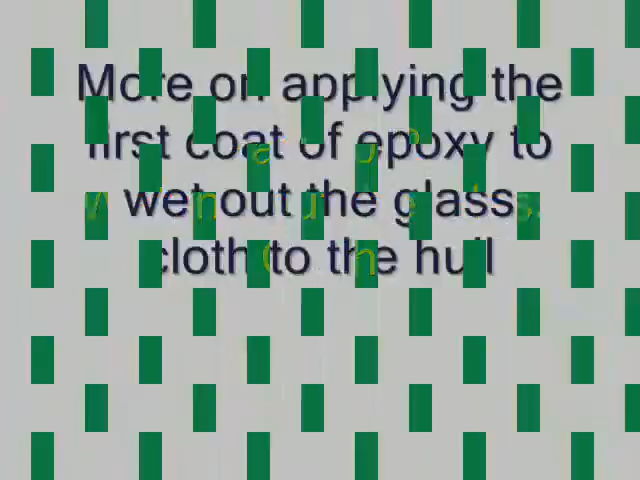 More on applying the
first coat of epoxy to
wet out the glass
cloth to the hull